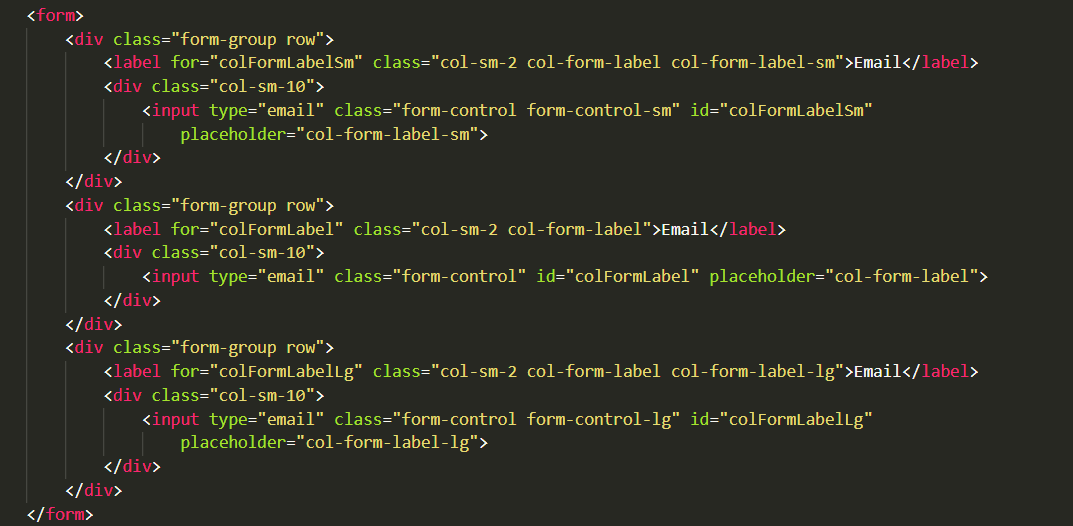 <form>
<div class="form-group row">
<label for="colFormLabelSm" class="col-sm-2 col-form-label col-form-label-sm">Email</label>
<div class="col-sm-10">
<input type="email" class="form-control form-control-sm" id="colFormLabelSm"
placeholder="col-form-label-sm">
</div>
</div>
<div class="form-group row">
<label for="colFormLabel" class="col-sm-2 col-form-label">Email</label>
<div class="col-sm-10">
<input type="email" class="form-control" id="colFormLabel" placeholder="col-form-label">
</div>
</div>
<div class="form-group row">
<label for="colFormLabelLg" class="col-sm-2 col-form-label col-form-label-lg">Email</label>
<div class="col-sm-10">
<input type="email" class="form-control form-control-lg" id="colFormLabelLg"
placeholder="col-form-label-lg">
</div>
</div>
</form>